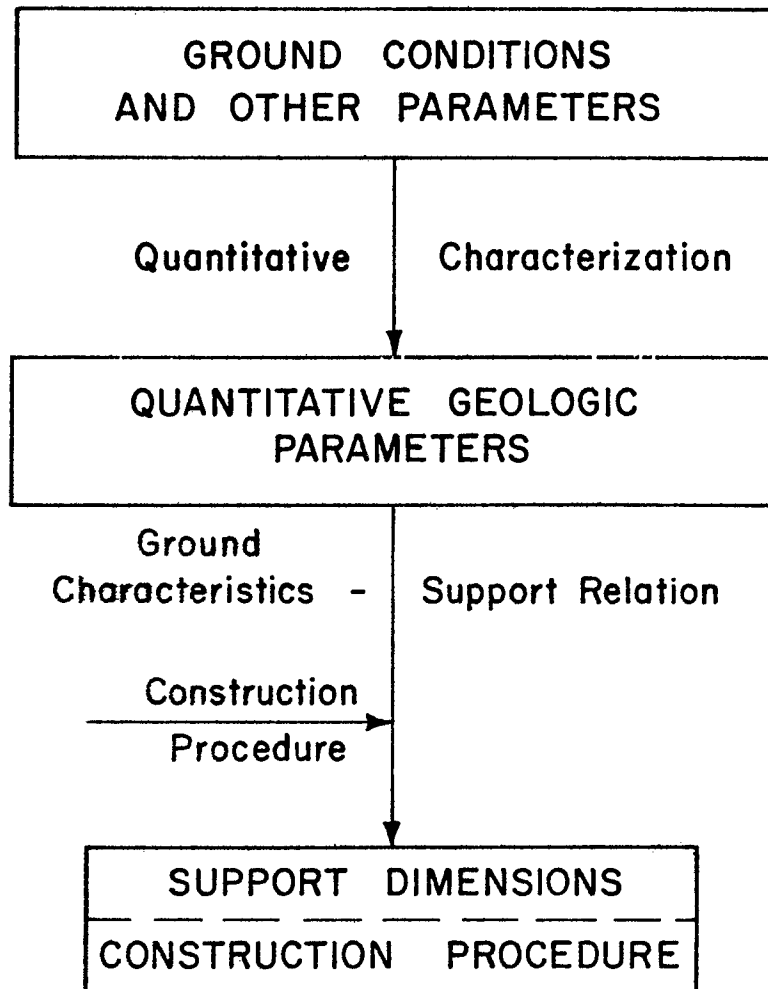 GROUND CONDITIONS
AND OTHER PARAMETERS
Quantitative Characterization
QUANTITATIVE GEOLOGIC
PARAMETERS
Ground
Characteristics - Support Relation
Construction
Procedure
SUPPORT DIMENSIONS
CONSTRUCTION PROCEDURE